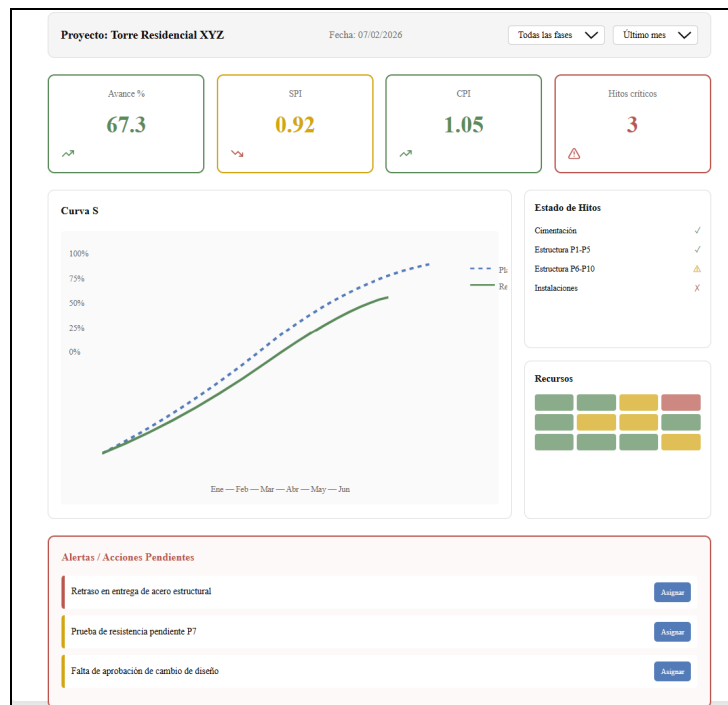 Proyecto: Torre Residencial XYZ
Fecha: 07/02/2026
Todas las fases
Último mes
Avance %
67.3
SPI
0.92
CPI
1.05
Hitos críticos
3
Curva S
100%
75%
50%
25%
0%
Pl
Re
Ene — Feb — Mar — Abr — May — Jun
Estado de Hitos
Cimentación ✓
Estructura P1-P5 ✓
Estructura P6-P10 ⚠
Instalaciones ✗
Recursos
Alertas / Acciones Pendientes
Retraso en entrega de acero estructural
Asignar
Prueba de resistencia pendiente P7
Asignar
Falta de aprobación de cambio de diseño
Asignar